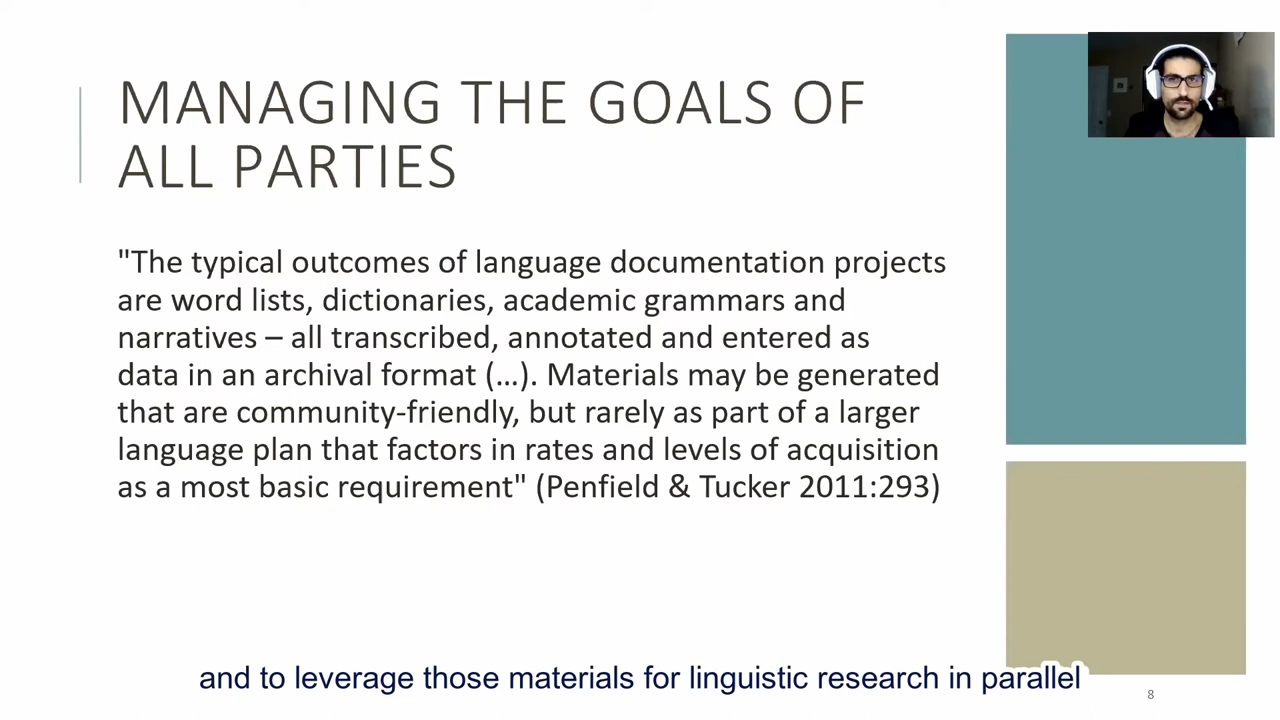 MANAGING THE GOALS OF
ALL PARTIES
"The typical outcomes of language documentation projects
are word lists, dictionaries, academic grammars and
narratives – all transcribed, annotated and entered as
data in an archival format (…). Materials may be generated
that are community-friendly, but rarely as part of a larger
language plan that factors in rates and levels of acquisition
as a most basic requirement" (Penfield & Tucker 2011:293)
and to leverage those materials for linguistic research in parallel
8